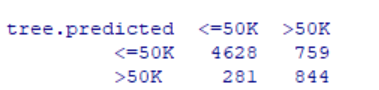 tree.predicted <=50K >50K
<=50K 4628 759
>50K 281 844